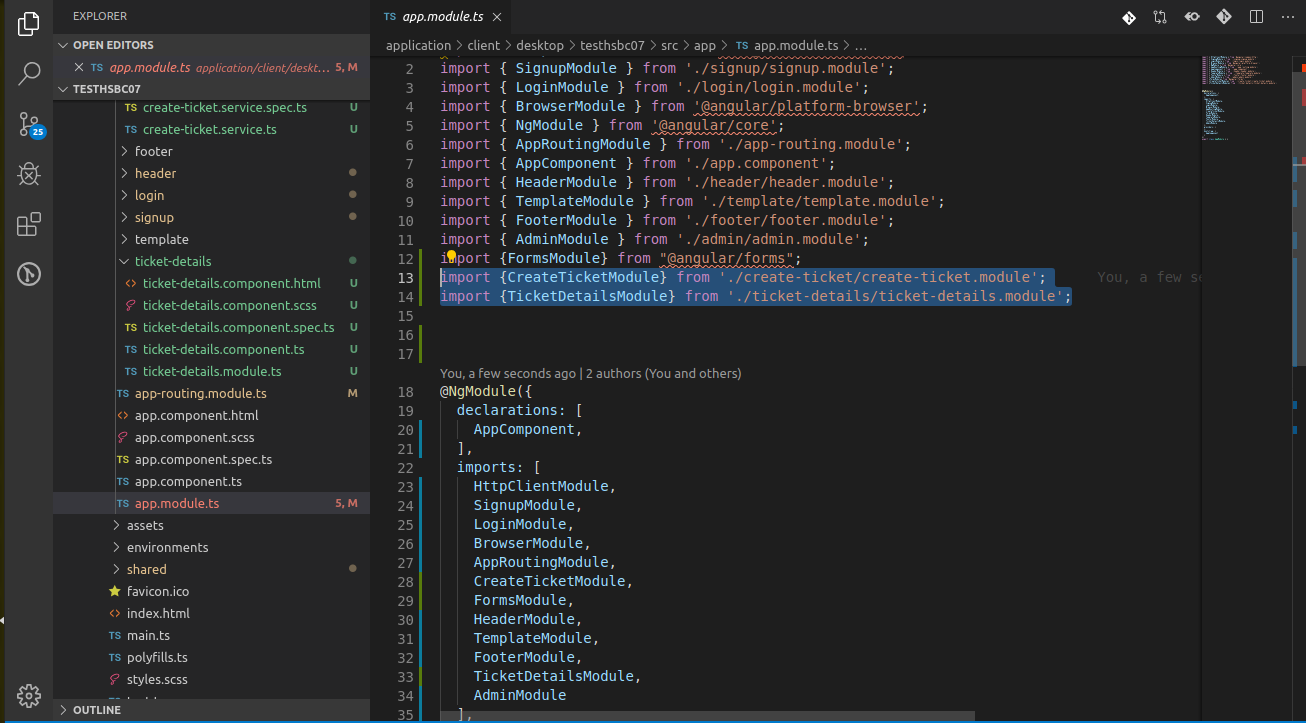 EXPLORER
OPEN EDITORS
TS app.module.ts application/client/deskt... 5, M
TESTHSBC07
TS create-ticket.service.spec.ts U
TS create-ticket.service.ts U
footer
header
login
signup
template
ticket-details
ticket-details.component.html U
ticket-details.component.scss U
TS ticket-details.component.spec.ts U
TS ticket-details.component.ts U
TS ticket-details.module.ts U
TS app-routing.module.ts M
app.component.html
app.component.scss
TS app.component.spec.ts
TS app.component.ts
TS app.module.ts 5, M
assets
environments
shared
favicon.ico
index.html
TS main.ts
TS polyfills.ts
styles.scss
OUTLINE
25
TS app.module.ts
application > client > desktop > testhsbc07 > src > app > TS app.module.ts > ...
2 import { SignupModule } from './signup/signup.module';
3 import { LoginModule } from './login/login.module';
4 import { BrowserModule } from '@angular/platform-browser';
5 import { NgModule } from '@angular/core';
6 import { AppRoutingModule } from './app-routing.module';
7 import { AppComponent } from './app.component';
8 import { HeaderModule } from './header/header.module';
9 import { TemplateModule } from './template/template.module';
10 import { FooterModule } from './footer/footer.module';
11 import { AdminModule } from './admin/admin.module';
12 import {FormsModule} from "@angular/forms";
13 import {CreateTicketModule} from './create-ticket/create-ticket.module'; You, a few se
14 import {TicketDetailsModule} from './ticket-details/ticket-details.module';
15
16
17
You, a few seconds ago | 2 authors (You and others)
18 @NgModule({
19 declarations: [
20 AppComponent,
21 ],
22 imports: [
23 HttpClientModule,
24 SignupModule,
25 LoginModule,
26 BrowserModule,
27 AppRoutingModule,
28 CreateTicketModule,
29 FormsModule,
30 HeaderModule,
31 TemplateModule,
32 FooterModule,
33 TicketDetailsModule,
34 AdminModule
35 ],